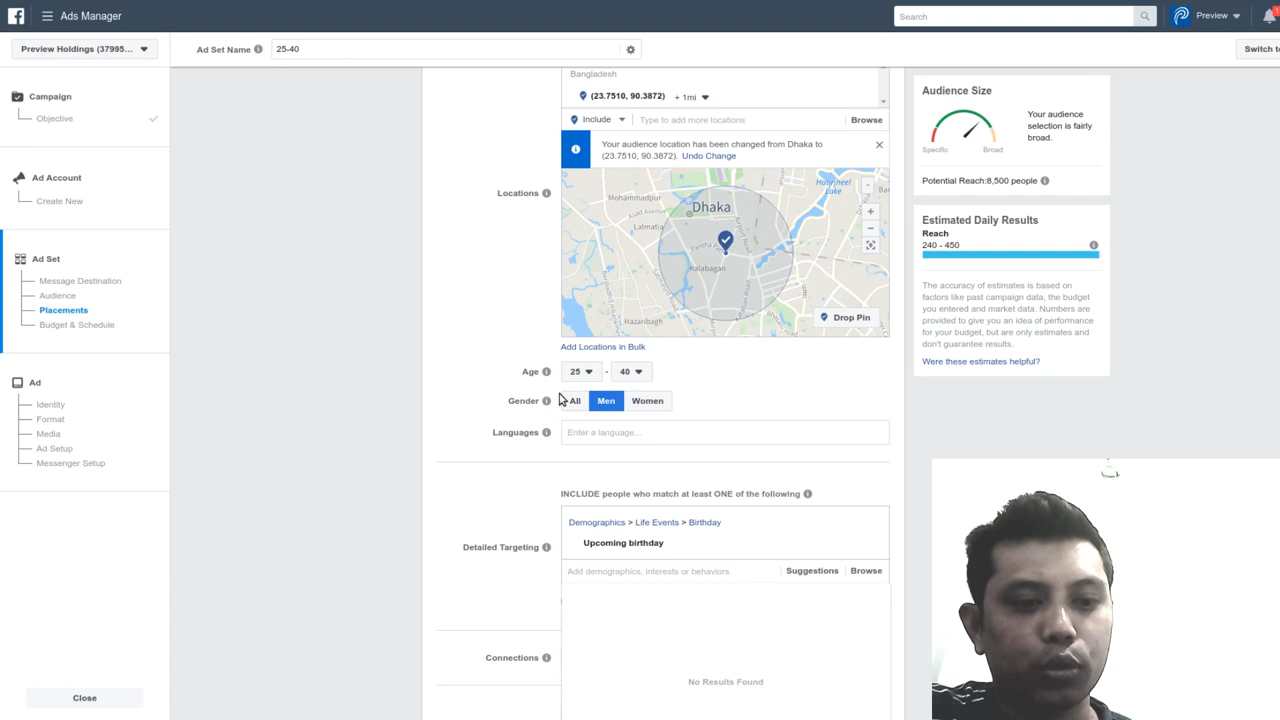 Ads Manager
Search
Preview
1
Preview Holdings (37995...
Ad Set Name
25-40
Switch to
Campaign
Objective
Ad Account
Create New
Ad Set
Message Destination
Audience
Placements
Budget & Schedule
Ad
Identity
Format
Media
Ad Setup
Messenger Setup
Close
Bangladesh
(23.7510, 90.3872) + 1mi
Include
Type to add more locations
Browse
Your audience location has been changed from Dhaka to
(23.7510, 90.3872). Undo Change
Locations
Mohammadpur
Dhaka
Hatirjheel
Lake
Asad Avenue
Lalmatia
Airport Road
Kalabagan
Hazaribagh
Drop Pin
Add Locations in Bulk
Age
25 - 40
Gender
All Men Women
Languages
Enter a language...
INCLUDE people who match at least ONE of the following
Detailed Targeting
Demographics > Life Events > Birthday
Upcoming birthday
Add demographics, interests or behaviors
Suggestions
Browse
Connections
No Results Found
Audience Size
Your audience
selection is fairly
broad.
Specific
Broad
Potential Reach:8,500 people
Estimated Daily Results
Reach
240 - 450
The accuracy of estimates is based on
factors like past campaign data, the budget
you entered and market data. Numbers are
provided to give you an idea of performance
for your budget, but are only estimates and
don't guarantee results.
Were these estimates helpful?